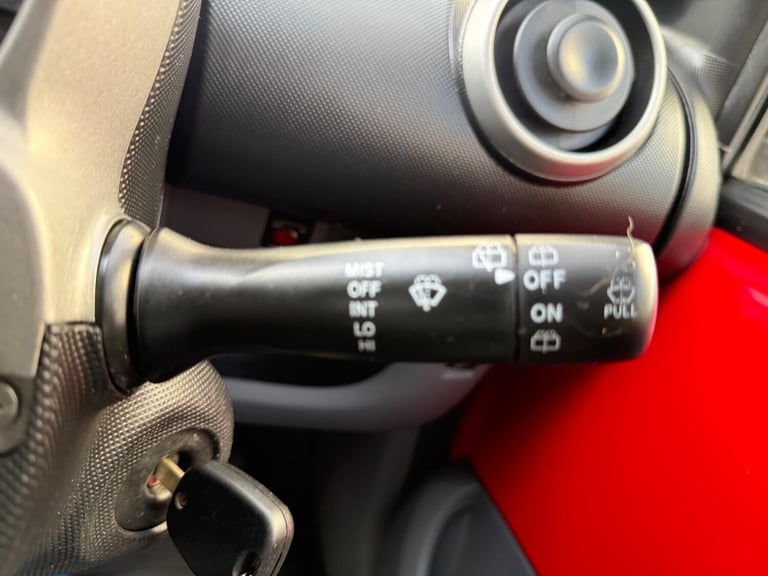 MIST
OFF
INT
LO
HI
OFF
ON
PULL